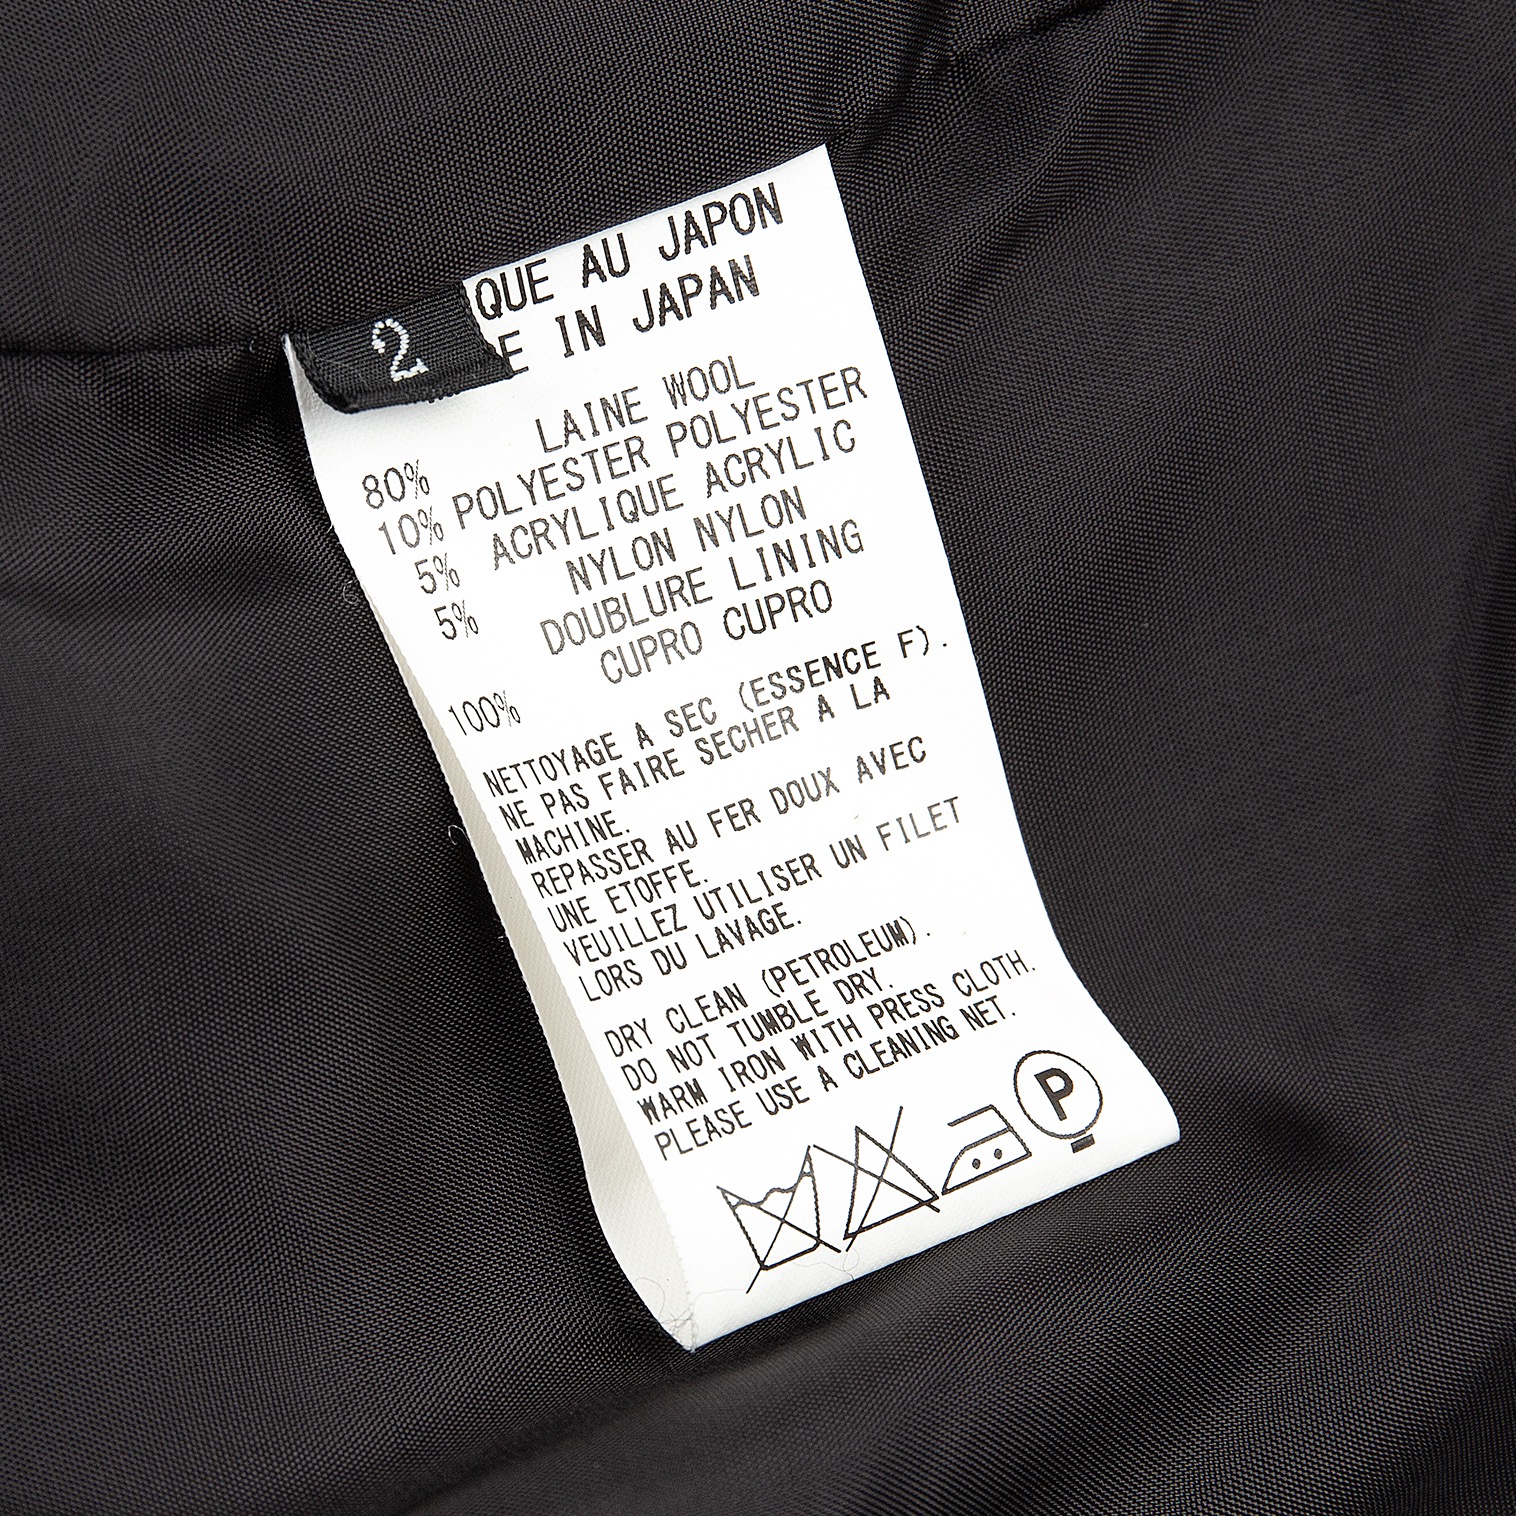 QUE AU JAPON
E IN JAPAN
2
LAINE WOOL
80% POLYESTER POLYESTER
10% ACRYLIQUE ACRYLIC
5% NYLON NYLON
5% DOUBLURE LINING
CUPRO CUPRO
100%
NETTOYAGE A SEC (ESSENCE F).
NE PAS FAIRE SECHER A LA
MACHINE.
REPASSER AU FER DOUX AVEC
UNE ETOFFE.
VEUILLEZ UTILISER UN FILET
LORS DU LAVAGE.
DRY CLEAN (PETROLEUM).
DO NOT TUMBLE DRY.
WARM IRON WITH PRESS CLOTH.
PLEASE USE A CLEANING NET.
P